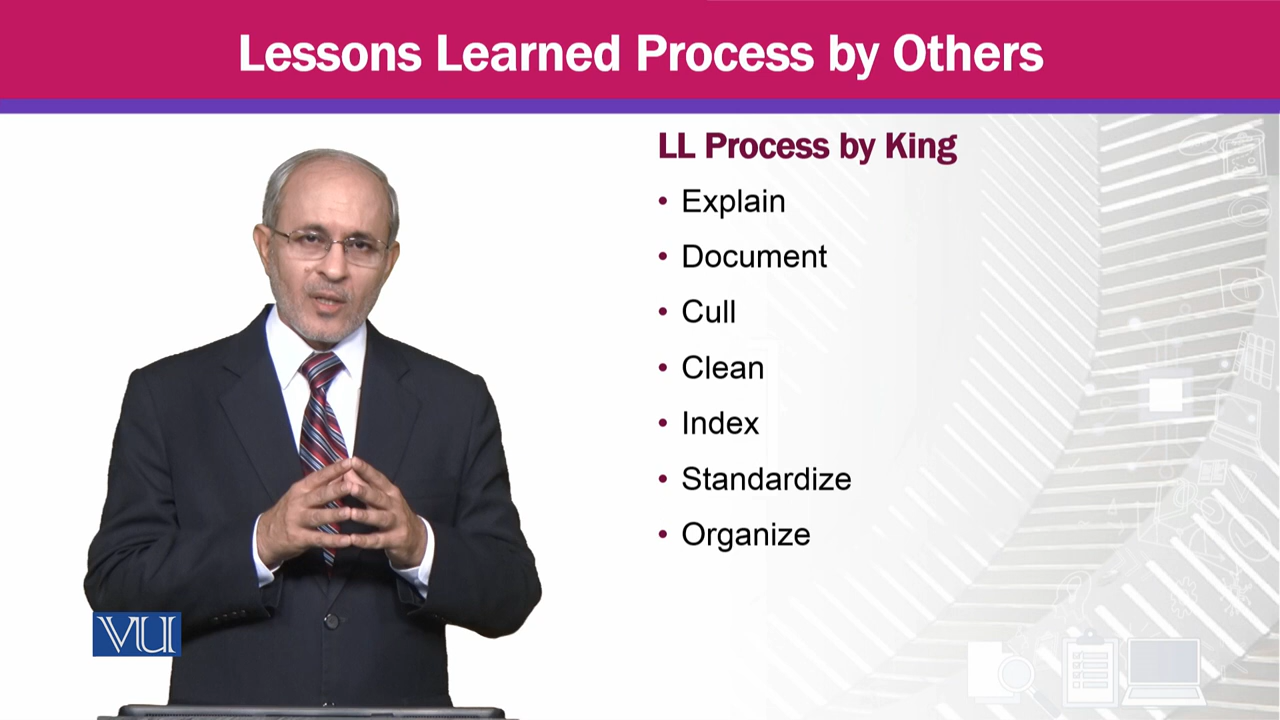 Lessons Learned Process by Others
LL Process by King
• Explain
• Document
• Cull
• Clean
• Index
• Standardize
• Organize
VU